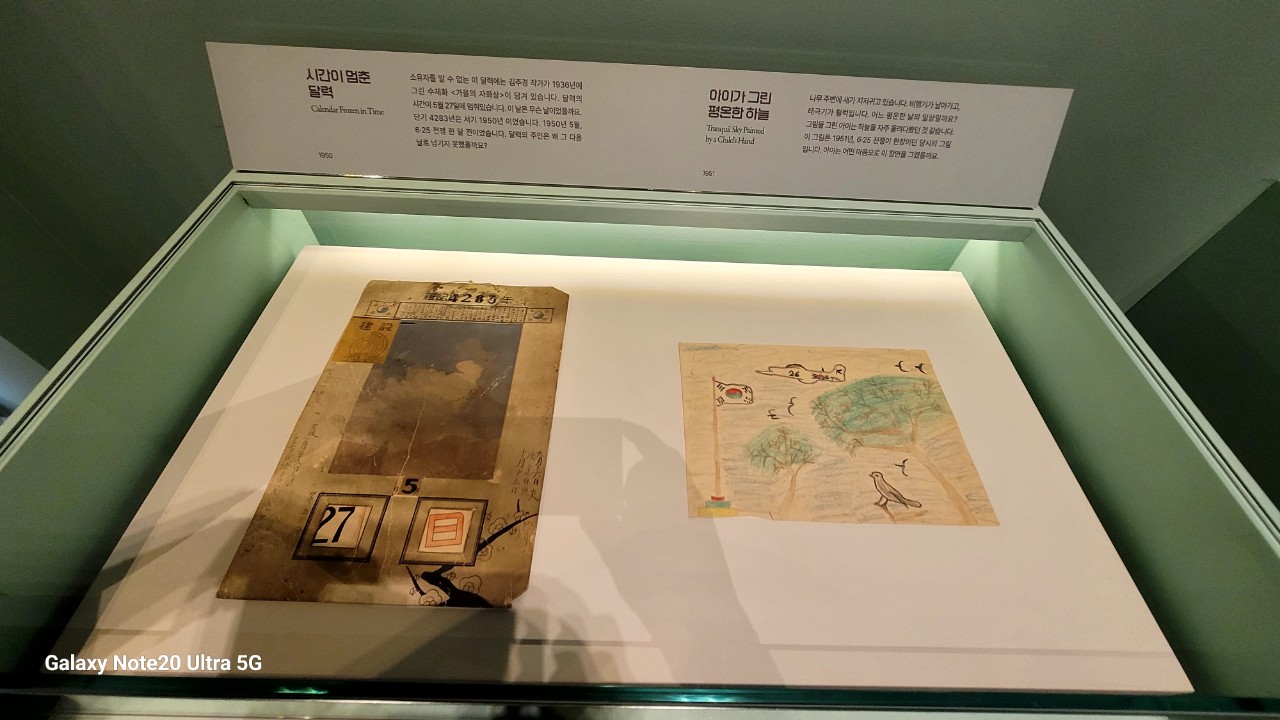 시간이 멈춘
달력
Calendar Frozen in Time
1950
소유자를 알 수 없는 이 달력에는 김주경 작가가 1936년에
그린 수채화 <가을의 자화상>이 담겨 있습니다. 달력의
시간이 5월 27일에 멈춰있습니다. 이 날은 무슨 날이었을까요.
단기 4283년은 서기 1950년 이었습니다. 1950년 5월,
6·25 전쟁 한 달 전이었습니다. 달력의 주인은 왜 그 다음
날로 넘기지 못했을까요?
아이가 그린
평온한 하늘
Tranquil Sky Painted
by a Child's Hand
1951
나무 주변에 새가 지저귀고 있습니다. 비행기가 날아가고,
태극기가 펄럭입니다. 어느 평온한 날의 일상일까요?
그림을 그린 아이는 하늘을 자주 올려다봤던 것 같습니다.
이 그림은 1951년, 6·25 전쟁이 한창이던 당시의 그림
입니다. 아이는 어떤 마음으로 이 장면을 그렸을까요.
檀紀4283年
建設
5
27
日
26
Galaxy Note20 Ultra 5G